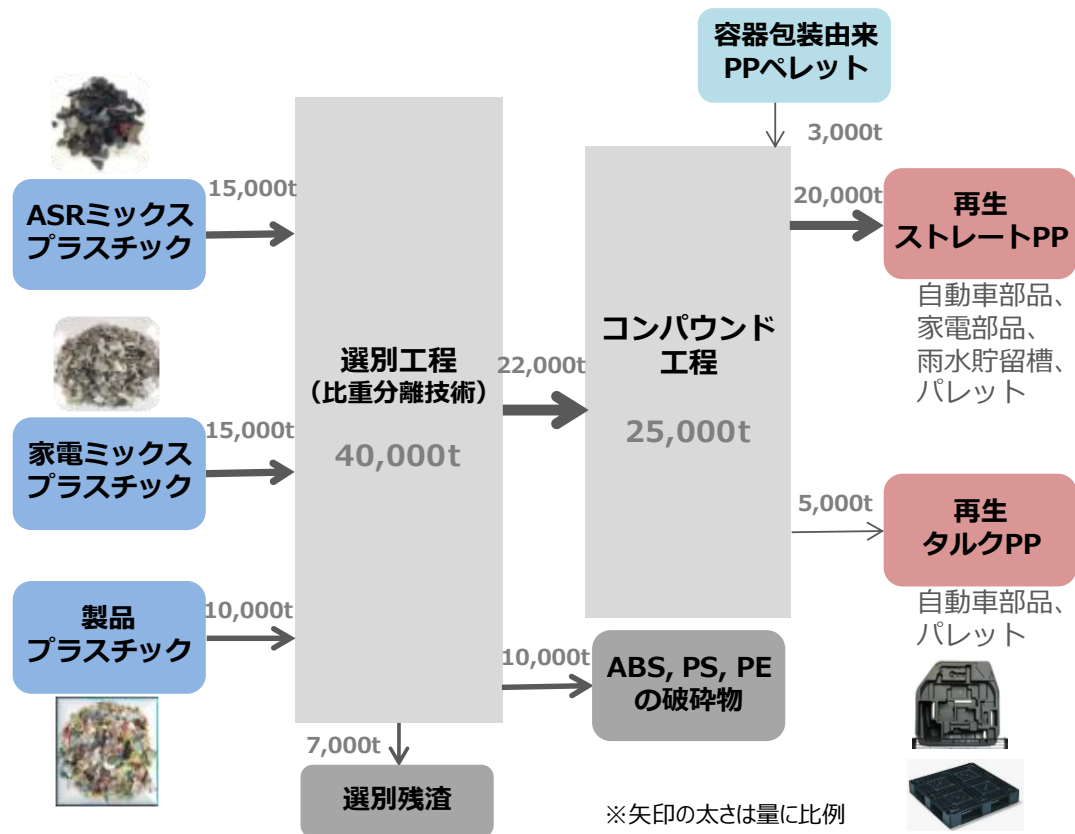 容器包装由来
PPペレット
3,000t
15,000t
ASRミックス
プラスチック
20,000t
再生
ストレートPP
自動車部品、
家電部品、
雨水貯留槽、
パレット
選別工程
（比重分離技術）
40,000t
22,000t
コンパウンド
工程
25,000t
15,000t
家電ミックス
プラスチック
5,000t
再生
タルクPP
自動車部品、
パレット
製品
プラスチック
10,000t
10,000t
ABS, PS, PE
の破砕物
7,000t
選別残渣
※矢印の太さは量に比例